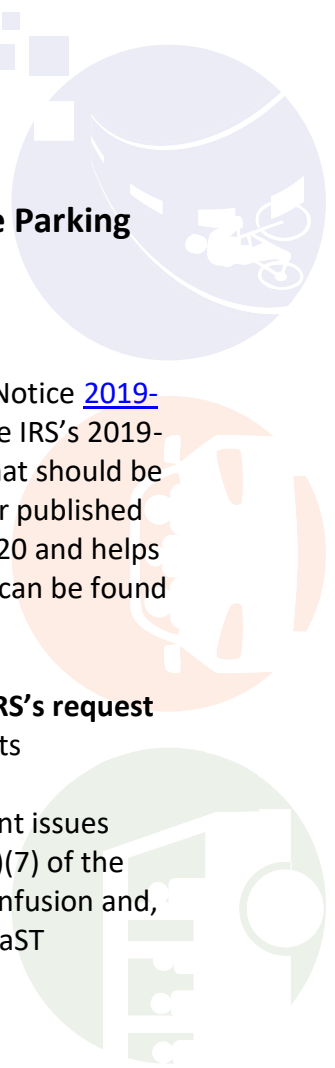 e Parking
Notice 2019-
e IRS's 2019-
hat should be
r published
20 and helps
can be found
RS's request
ts
nt issues
)(7) of the
nfusion and,
aST